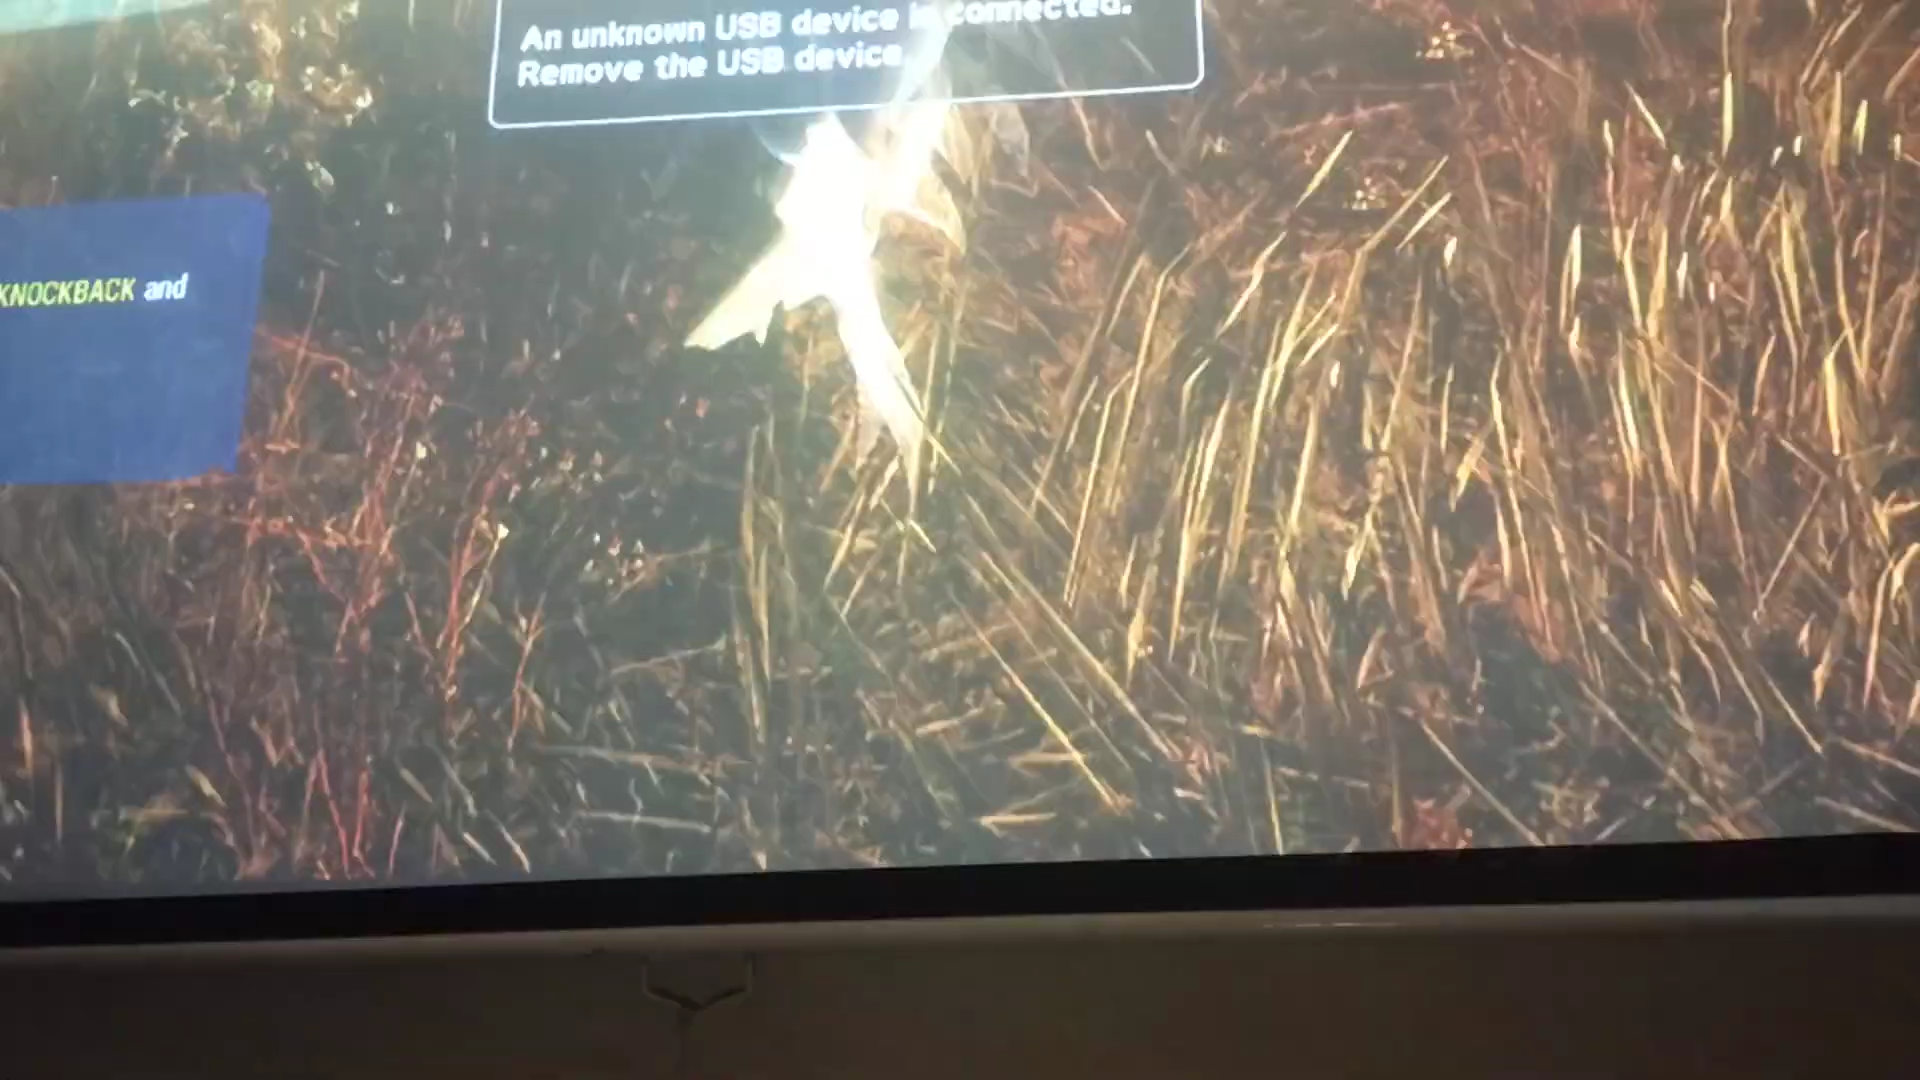 An unknown USB device is connected.
Remove the USB device.
KNOCKBACK and